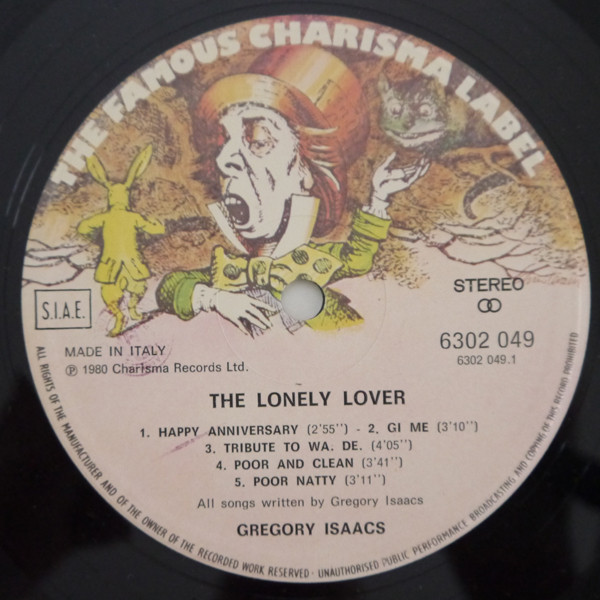 THE FAMOUS CHARISMA LABEL
S.I.A.E.
STEREO
MADE IN ITALY
6302 049
℗ 1980 Charisma Records Ltd.
6302 049.1
THE LONELY LOVER
1. HAPPY ANNIVERSARY (2'55'') - 2. GI ME (3'10'')
3. TRIBUTE TO WA. DE. (4'05'')
4. POOR AND CLEAN (3'41'')
5. POOR NATTY (3'11'')
All songs written by Gregory Isaacs
GREGORY ISAACS
ALL RIGHTS OF THE MANUFACTURER AND OF THE OWNER OF THE RECORDED WORK RESERVED · UNAUTHORISED PUBLIC PERFORMANCE BROADCASTING AND COPYING OF THIS RECORD PROHIBITED